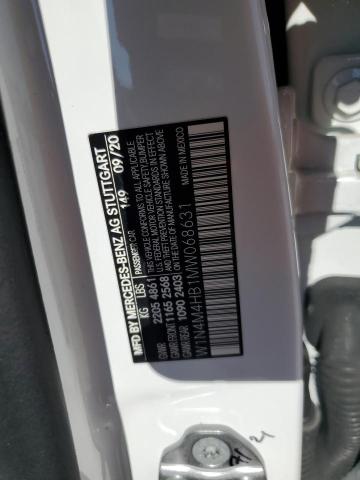 MFD BY MERCEDES-BENZ AG STUTTGART
PASSENGER CAR 149 09/20
KG LBS
GVWR 2205 4861
GAWR FRONT 1165 2568
GAWR REAR 1090 2403
THIS VEHICLE CONFORMS TO ALL APPLICABLE
U.S. FEDERAL MOTOR VEHICLE SAFETY, BUMPER
AND THEFT PREVENTION STANDARDS IN EFFECT
ON THE DATE OF MANUFACTURE SHOWN ABOVE
MADE IN MEXICO
W1N4M4HB1MW068631